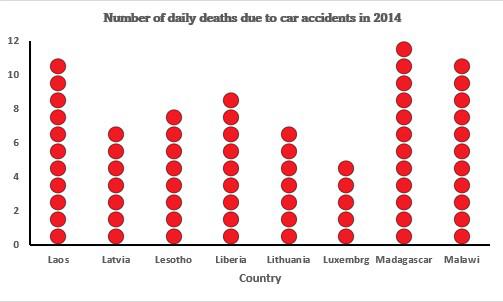 Number of daily deaths due to car accidents in 2014
12
10
8
6
4
2
0
Laos Latvia Lesotho Liberia Lithuania Luxembrg Madagascar Malawi
Country